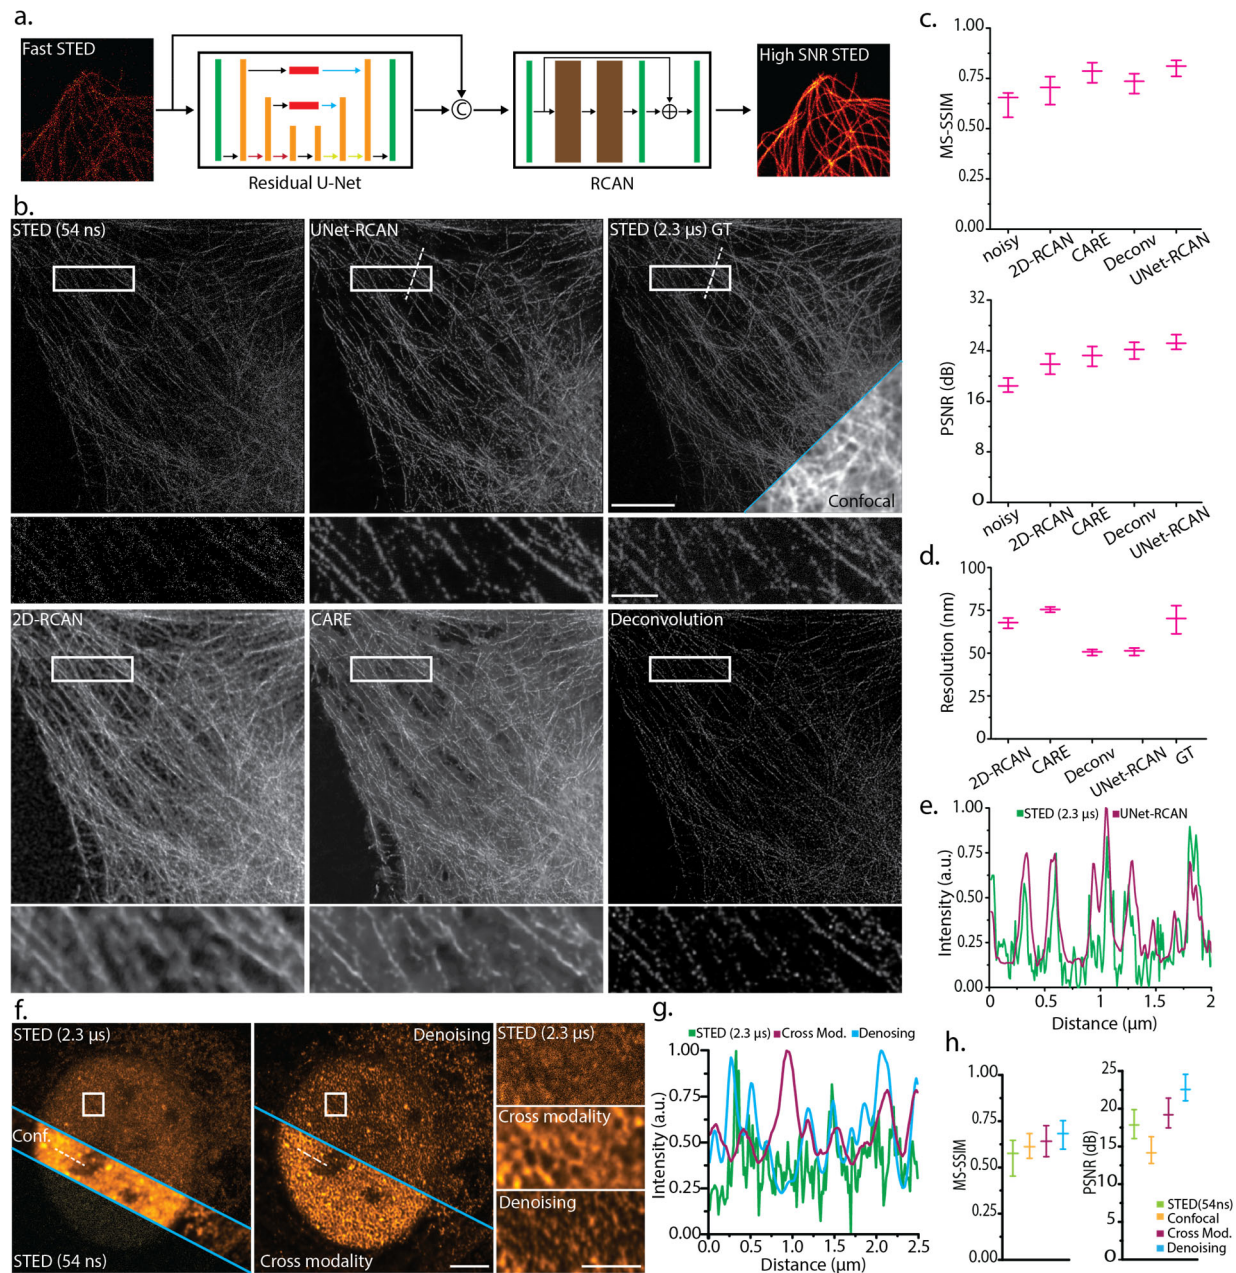 a.
Fast STED
Residual U-Net
C
RCAN
High SNR STED
b.
STED (54 ns)
UNet-RCAN
STED (2.3 µs) GT
Confocal
2D-RCAN
CARE
Deconvolution
c.
MS-SSIM
1.00
0.75
0.50
0.25
0.00
noisy
2D-RCAN
CARE
Deconv
UNet-RCAN
PSNR (dB)
32
24
16
8
0
noisy
2D-RCAN
CARE
Deconv
UNet-RCAN
d.
Resolution (nm)
100
75
50
25
0
2D-RCAN
CARE
Deconv
UNet-RCAN
GT
e.
STED (2.3 µs)
UNet-RCAN
Intensity (a.u.)
1.00
0.75
0.50
0.25
0
0
0.5
1
1.5
2
Distance (µm)
f.
STED (2.3 µs)
Conf.
STED (54 ns)
Denoising
Cross modality
STED (2.3 µs)
Cross modality
Denoising
g.
STED (2.3 µs)
Cross Mod.
Denosing
Intensity (a.u.)
1.00
0.75
0.50
0.25
0.00
0.0
0.5
1.0
1.5
2.0
2.5
Distance (µm)
h.
MS-SSIM
1.00
0.75
0.50
0.25
0.00
PSNR (dB)
25
20
15
10
5
0
STED(54ns)
Confocal
Cross Mod.
Denoising